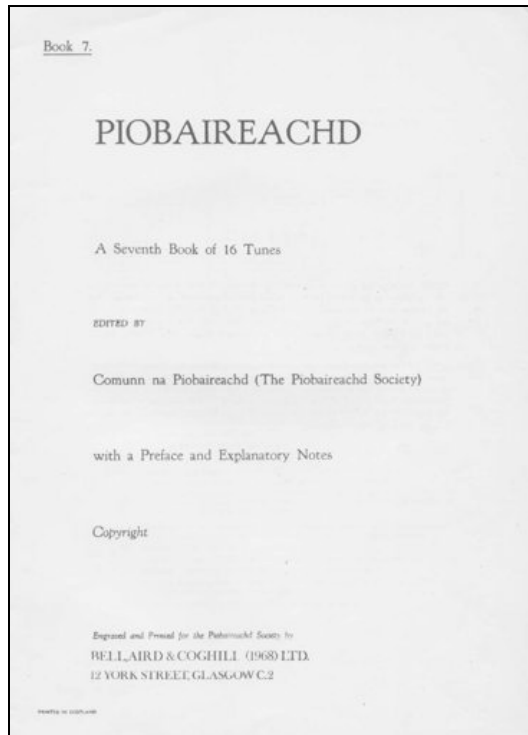 Book 7.
PIOBAIREACHD
A Seventh Book of 16 Tunes
EDITED BY
Comunn na Piobaireachd (The Piobaireachd Society)
with a Preface and Explanatory Notes
Copyright
Engraved and Printed for the Piobaireachd Society by
BELL, AIRD & COGHILL (1968) LTD.
12 YORK STREET, GLASGOW C.2
PRINTED IN SCOTLAND